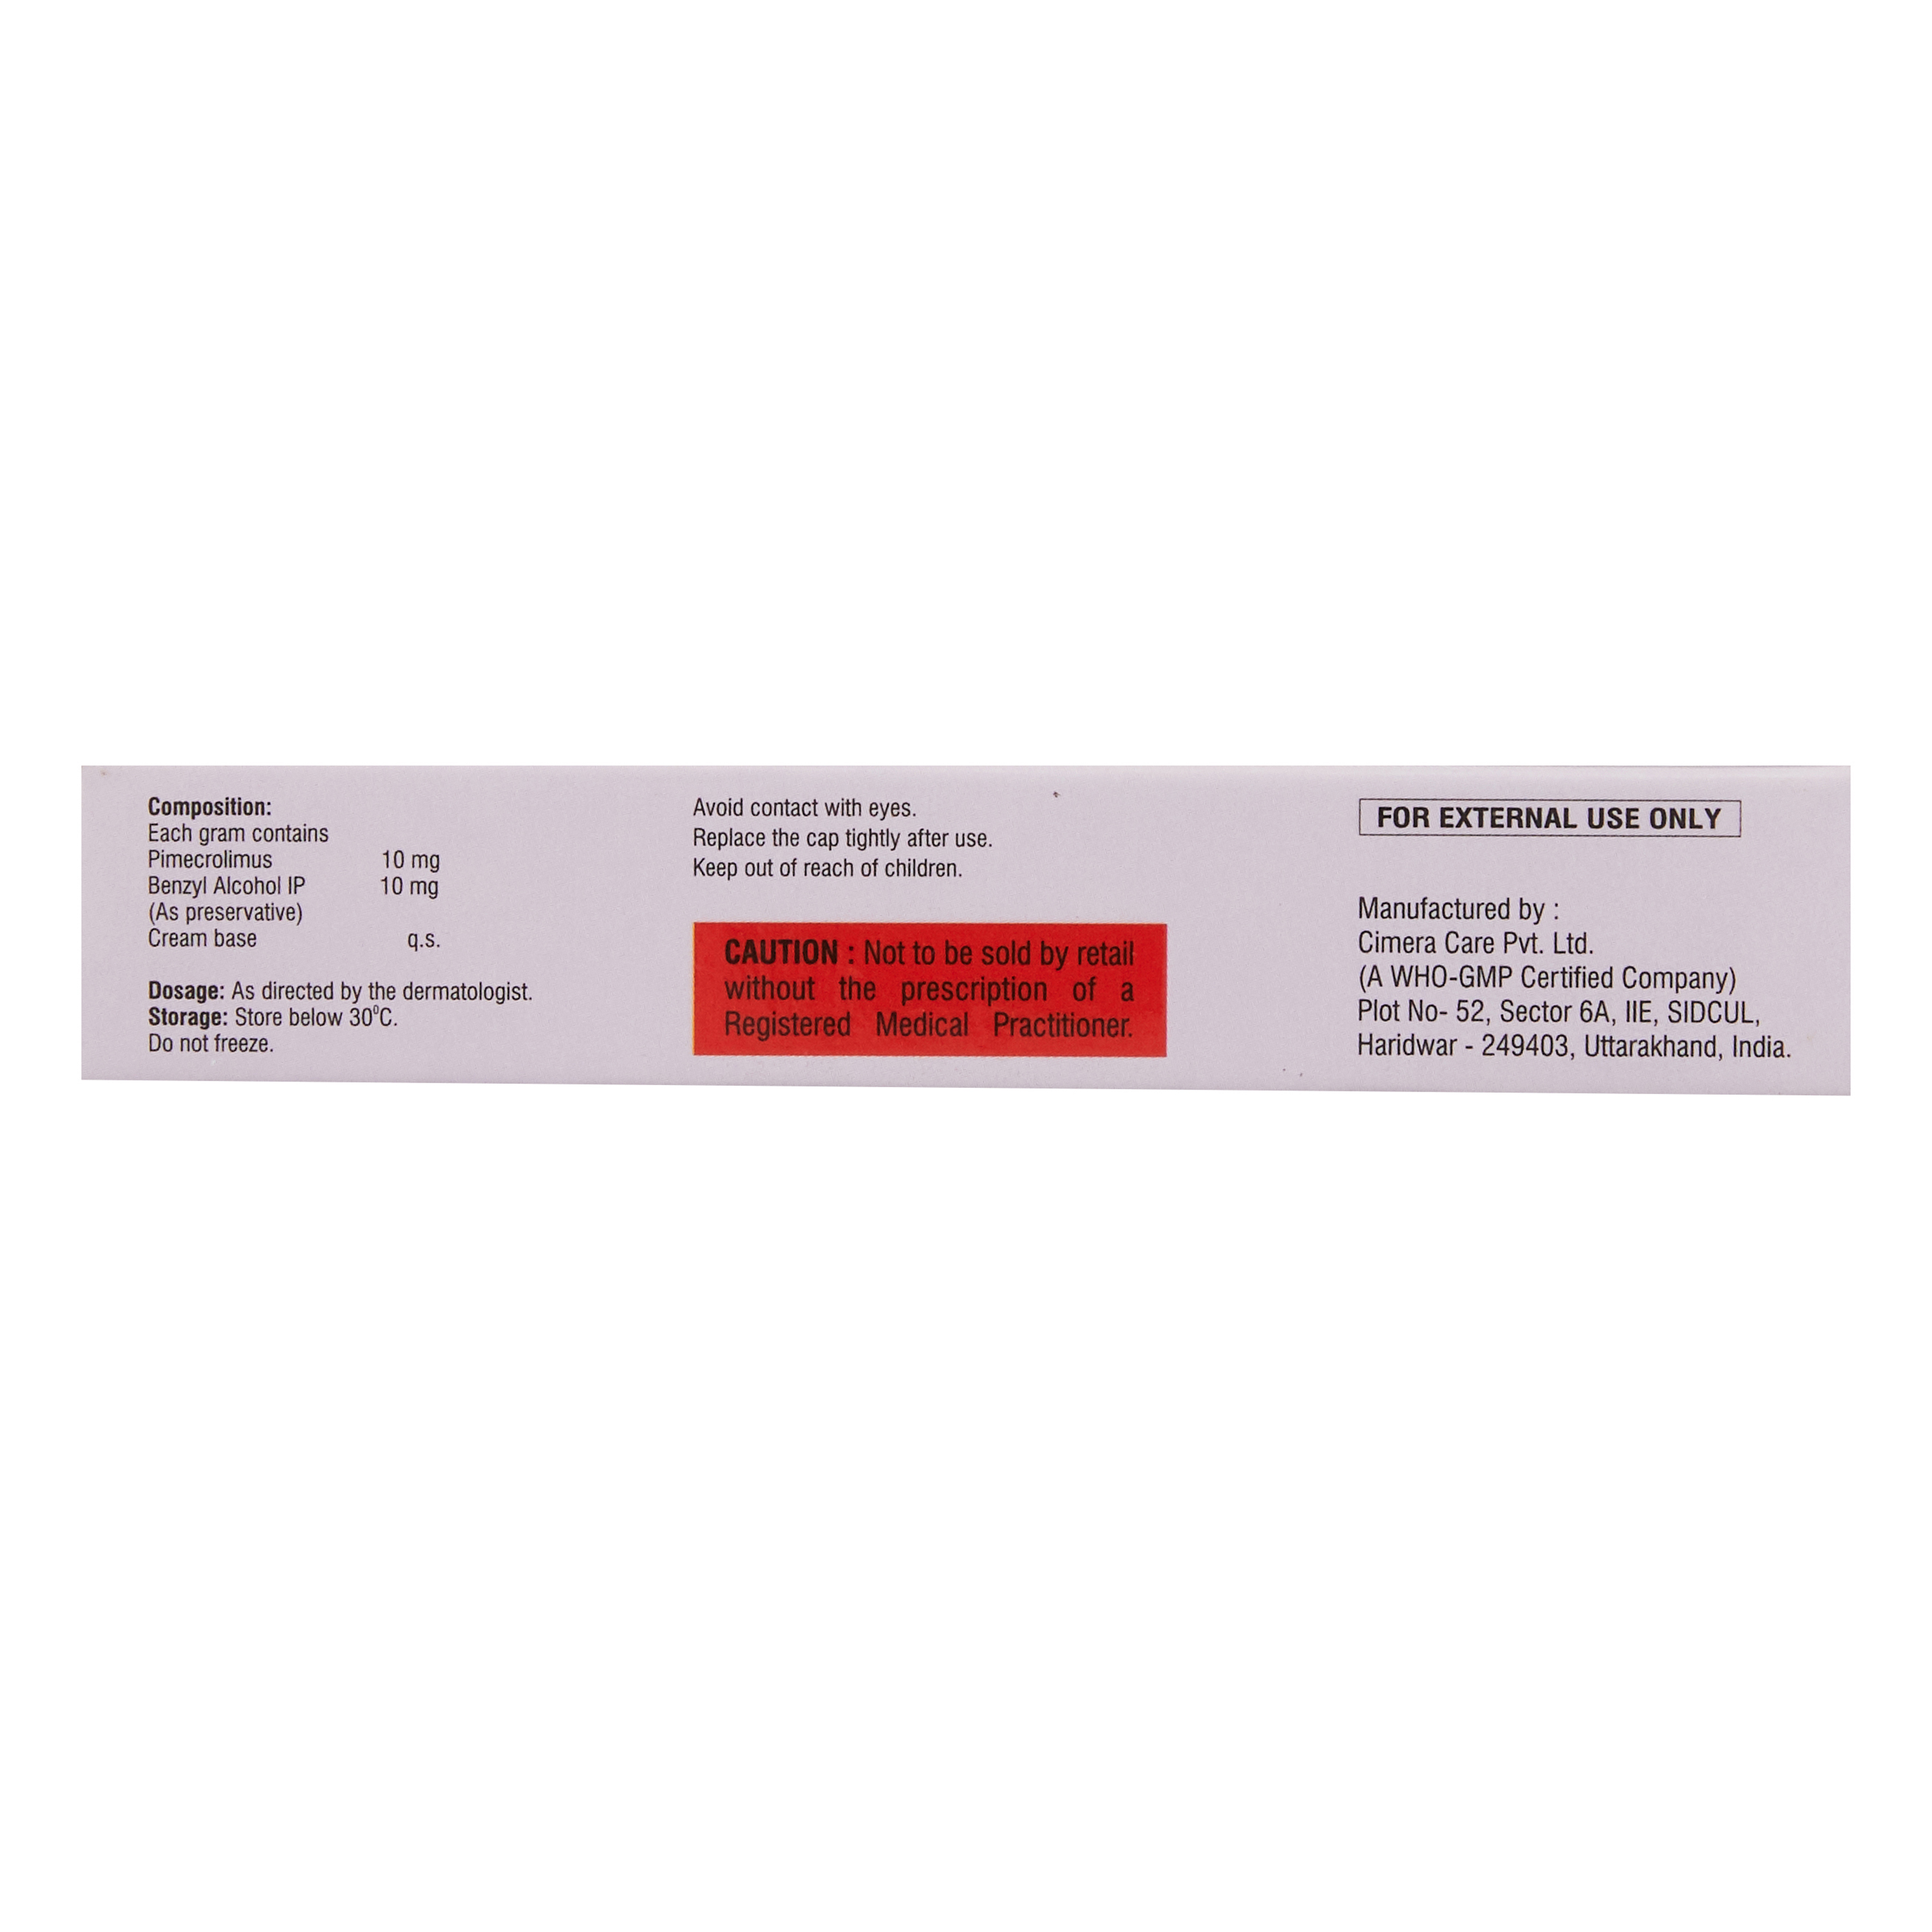 Composition:
Each gram contains
Pimecrolimus 10 mg
Benzyl Alcohol IP 10 mg
(As preservative)
Cream base q.s.
Dosage: As directed by the dermatologist.
Storage: Store below 30⁰C.
Do not freeze.
Avoid contact with eyes.
Replace the cap tightly after use.
Keep out of reach of children.
CAUTION : Not to be sold by retail
without the prescription of a
Registered Medical Practitioner.
FOR EXTERNAL USE ONLY
Manufactured by :
Cimera Care Pvt. Ltd.
(A WHO-GMP Certified Company)
Plot No- 52, Sector 6A, IIE, SIDCUL,
Haridwar - 249403, Uttarakhand, India.